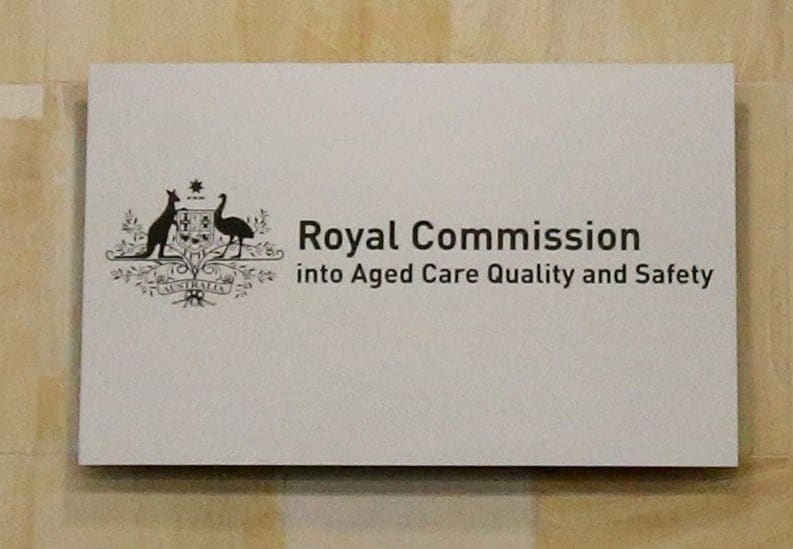 Royal Commission
into Aged Care Quality and Safety
AUSTRALIA